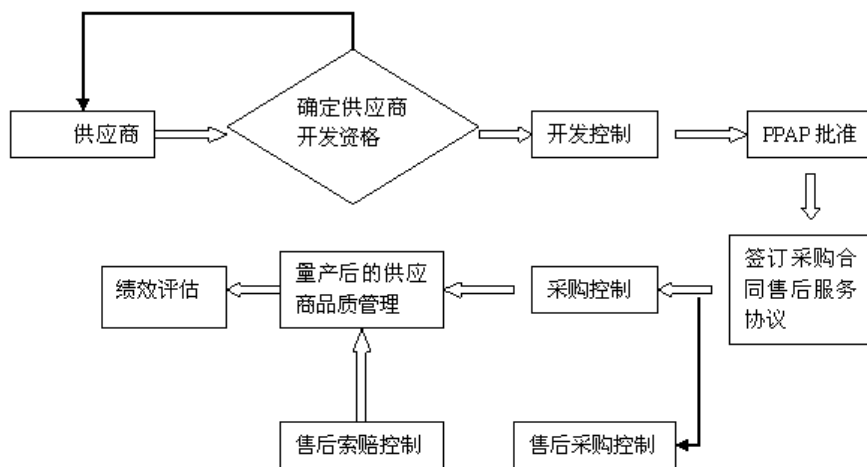 供应商
确定供应商
开发资格
开发控制
PPAP 批准
绩效评估
量产后的供应
商品质管理
采购控制
签订采购合
同售后服务
协议
售后索赔控制
售后采购控制